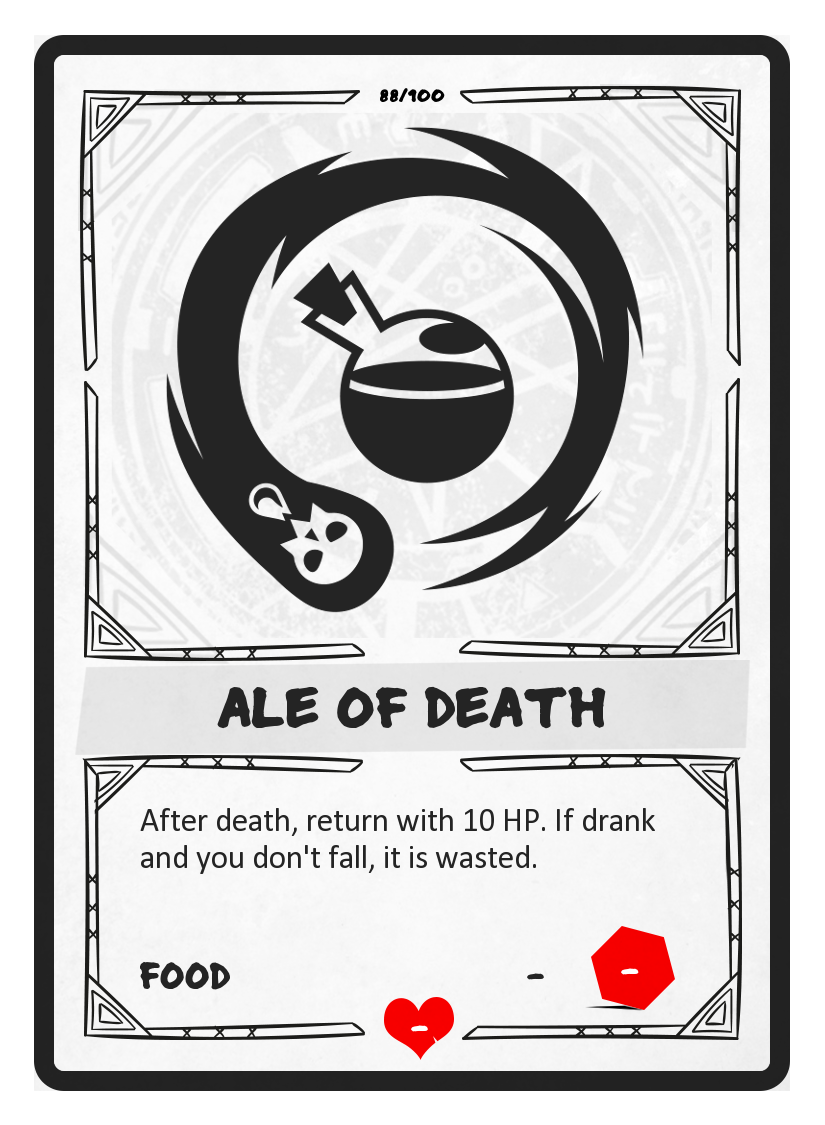 88/100
ALE OF DEATH
After death, return with 10 HP. If drank
and you don't fall, it is wasted.
FOOD - -
-